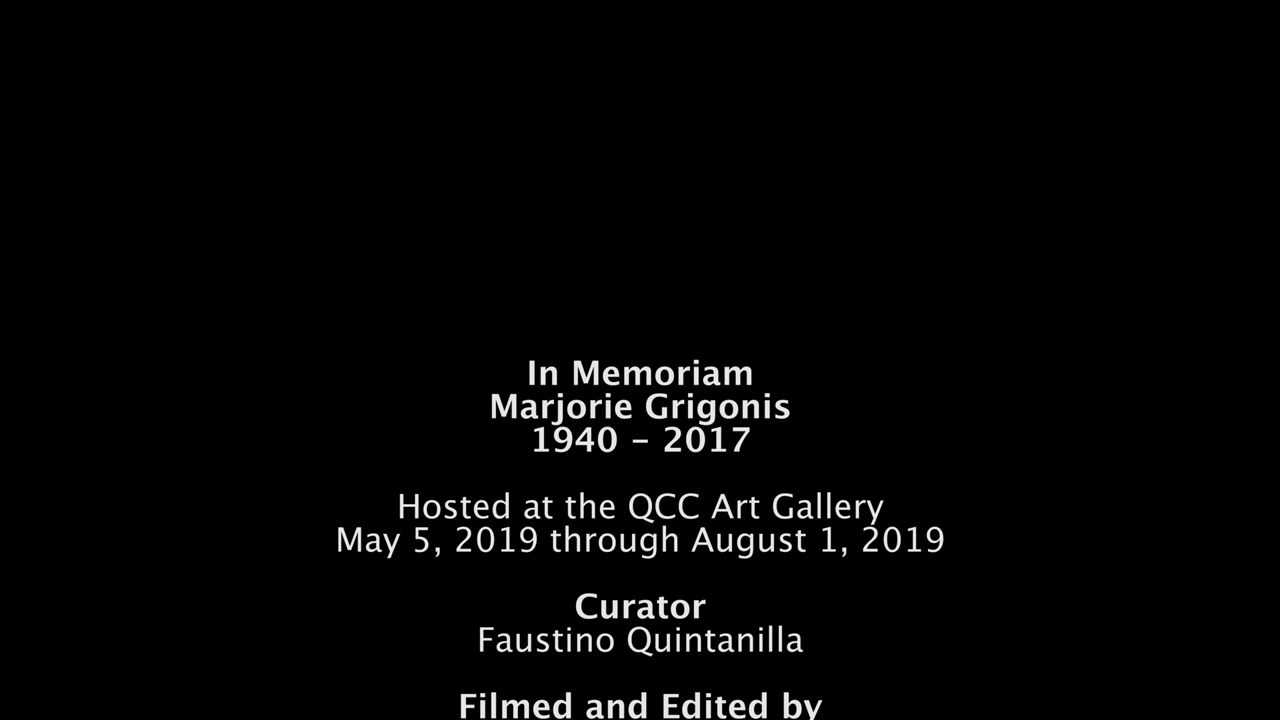 In Memoriam
Marjorie Grigonis
1940 – 2017
Hosted at the QCC Art Gallery
May 5, 2019 through August 1, 2019
Curator
Faustino Quintanilla
Filmed and Edited by